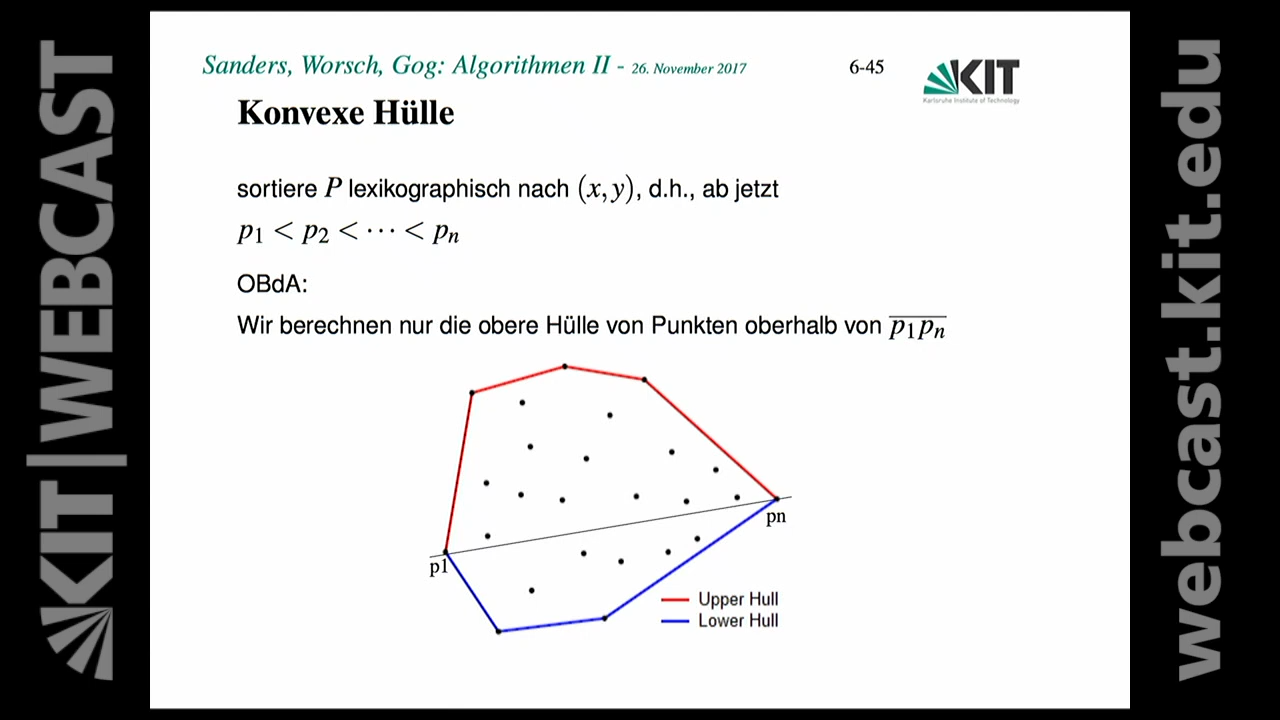 KIT|WEBCAST
Sanders, Worsch, Gog: Algorithmen II - 26. November 2017
6-45
KIT
Karlsruhe Institute of Technology
Konvexe Hülle
sortiere P lexikographisch nach (x, y), d.h., ab jetzt
p₁ < p₂ < ⋯ < pₙ
OBdA:
Wir berechnen nur die obere Hülle von Punkten oberhalb von p₁pₙ
pn
p1
Upper Hull
Lower Hull
webcast.kit.edu